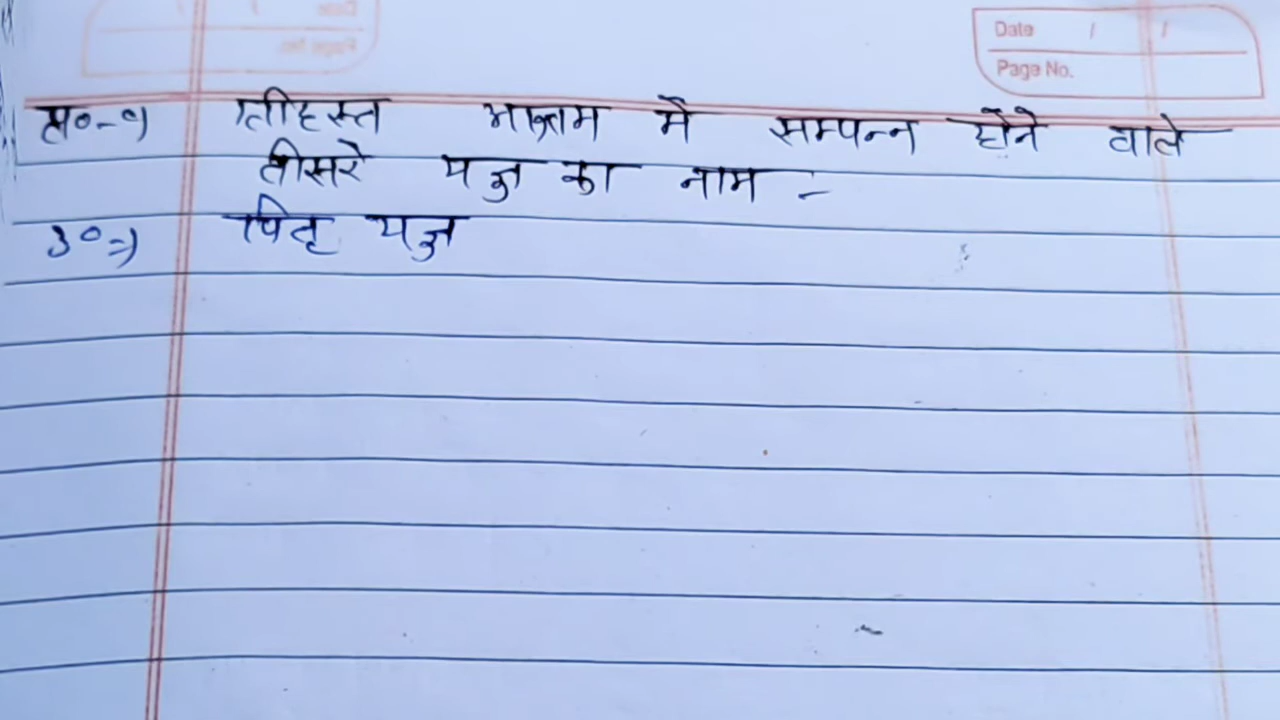 Date / /
Page No.
प्र०-१) ग्रीहस्त आश्रम में सम्पन्न होने वाले
तीसरे यज्ञ का नाम :-
उ०=) पितृ यज्ञ